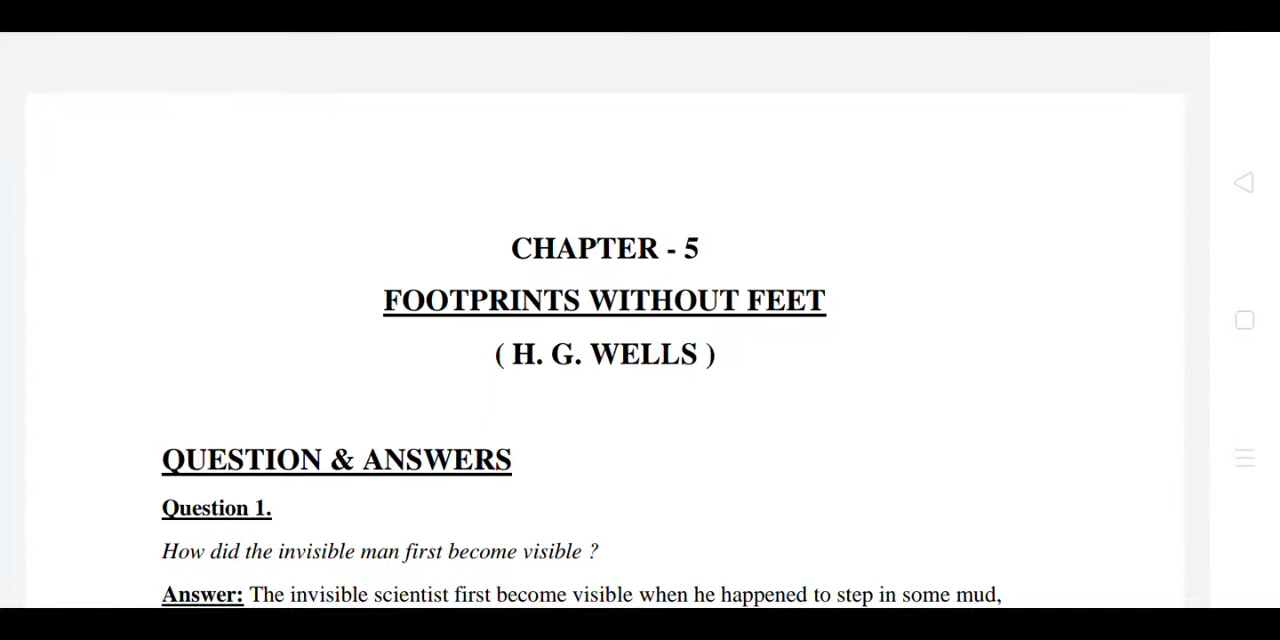 CHAPTER - 5
FOOTPRINTS WITHOUT FEET
( H. G. WELLS )
QUESTION & ANSWERS
Question 1.
How did the invisible man first become visible ?
Answer: The invisible scientist first become visible when he happened to step in some mud,